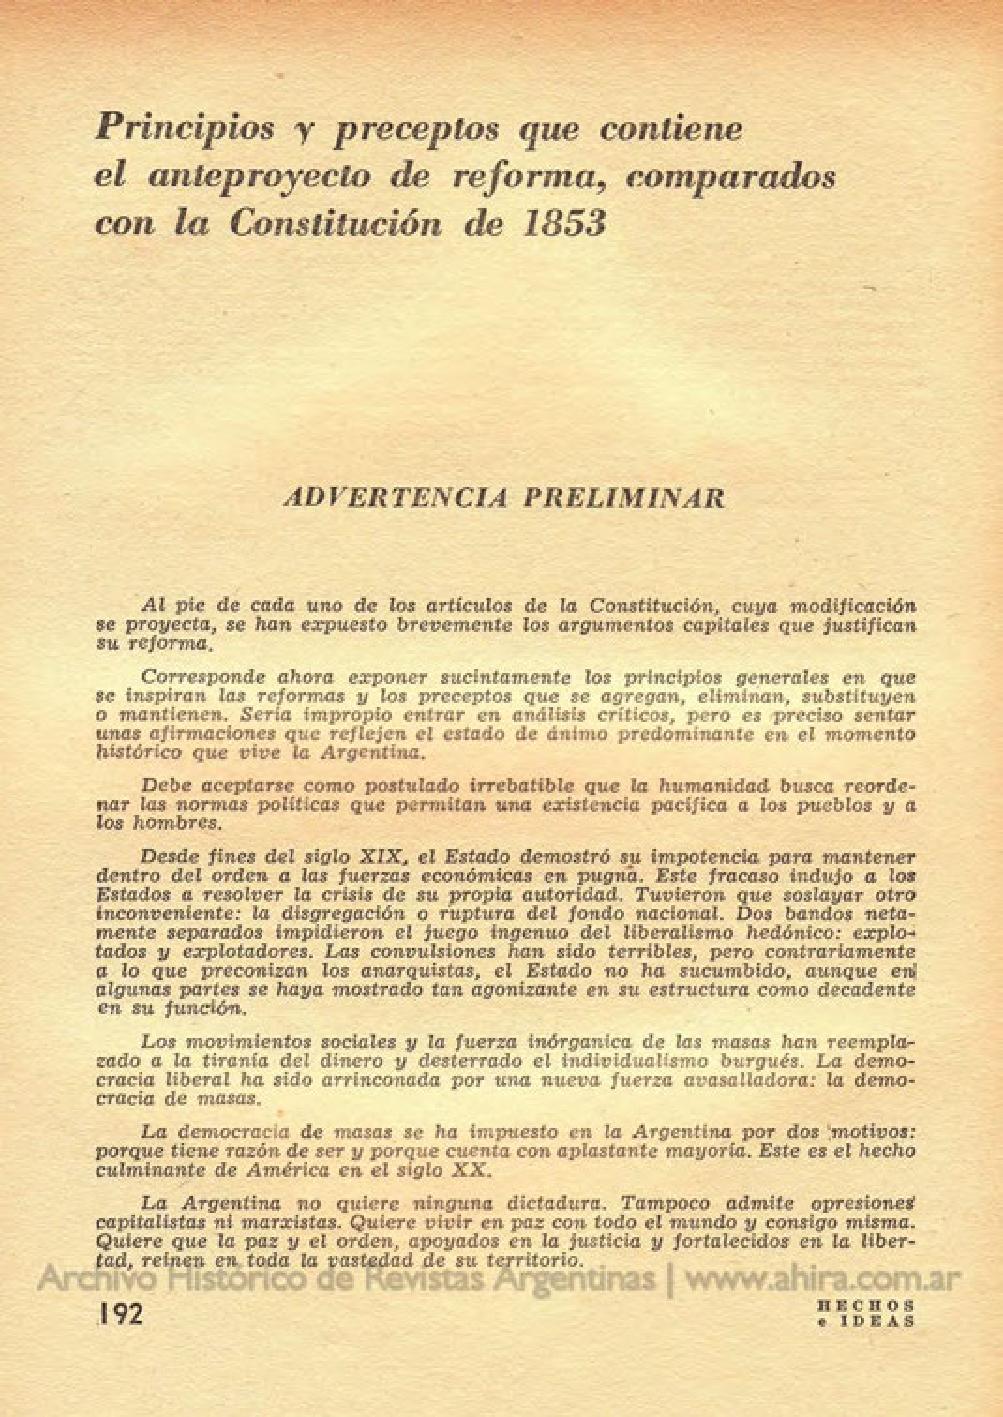 Principios y preceptos que contiene
el anteproyecto de reforma, comparados
con la Constitución de 1853
ADVERTENCIA PRELIMINAR
Al pie de cada uno de los artículos de la Constitución, cuya modificación
se proyecta, se han expuesto brevemente los argumentos capitales que justifican
su reforma.
Corresponde ahora exponer sucintamente los principios generales en que
se inspiran las reformas y los preceptos que se agregan, eliminan, substituyen
o mantienen. Sería impropio entrar en análisis críticos, pero es preciso sentar
unas afirmaciones que reflejen el estado de ánimo predominante en el momento
histórico que vive la Argentina.
Debe aceptarse como postulado irrebatible que la humanidad busca reorde-
nar las normas políticas que permitan una existencia pacífica a los pueblos y a
los hombres.
Desde fines del siglo XIX, el Estado demostró su impotencia para mantener
dentro del orden a las fuerzas económicas en pugna. Este fracaso indujo a los
Estados a resolver la crisis de su propia autoridad. Tuvieron que soslayar otro
inconveniente: la disgregación o ruptura del fondo nacional. Dos bandos neta-
mente separados impidieron el juego ingenuo del liberalismo hedónico: explo-
tados y explotadores. Las convulsiones han sido terribles, pero contrariamente
a lo que preconizan los anarquistas, el Estado no ha sucumbido, aunque en
algunas partes se haya mostrado tan agonizante en su estructura como decadente
en su función.
Los movimientos sociales y la fuerza inórganica de las masas han reempla-
zado a la tiranía del dinero y desterrado el individualismo burgués. La demo-
cracia liberal ha sido arrinconada por una nueva fuerza avasalladora: la demo-
cracia de masas.
La democracia de masas se ha impuesto en la Argentina por dos motivos:
porque tiene razón de ser y porque cuenta con aplastante mayoría. Este es el hecho
culminante de América en el siglo XX.
La Argentina no quiere ninguna dictadura. Tampoco admite opresiones
capitalistas ni marxistas. Quiere vivir en paz con todo el mundo y consigo misma.
Quiere que la paz y el orden, apoyados en la justicia y fortalecidos en la liber-
tad, reinen en toda la vastedad de su territorio.
Archivo Histórico de Revistas Argentinas | www.ahira.com.ar
192
HECHOS
e IDEAS